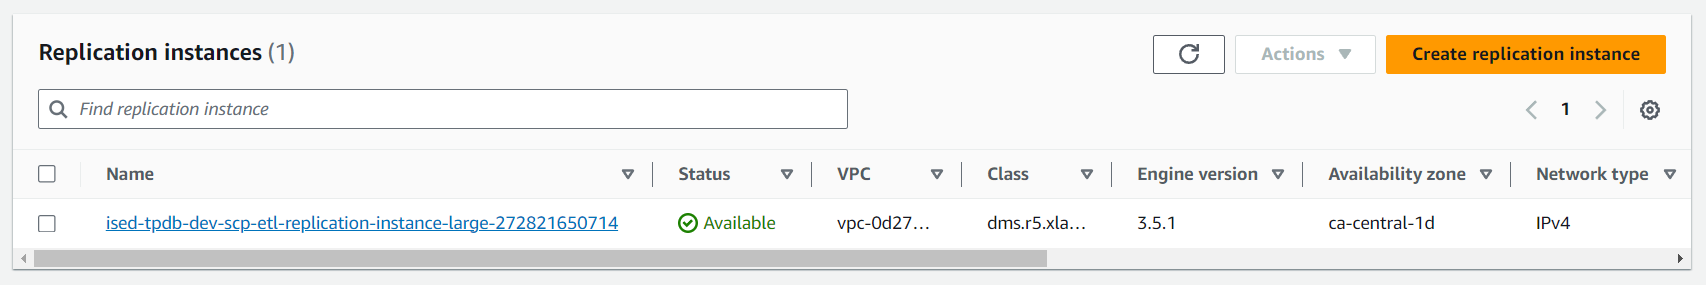 Replication instances (1)
Actions
Create replication instance
Find replication instance
1
Name Status VPC Class Engine version Availability zone Network type
ised-tpdb-dev-scp-etl-replication-instance-large-272821650714 Available vpc-0d27... dms.r5.xla... 3.5.1 ca-central-1d IPv4